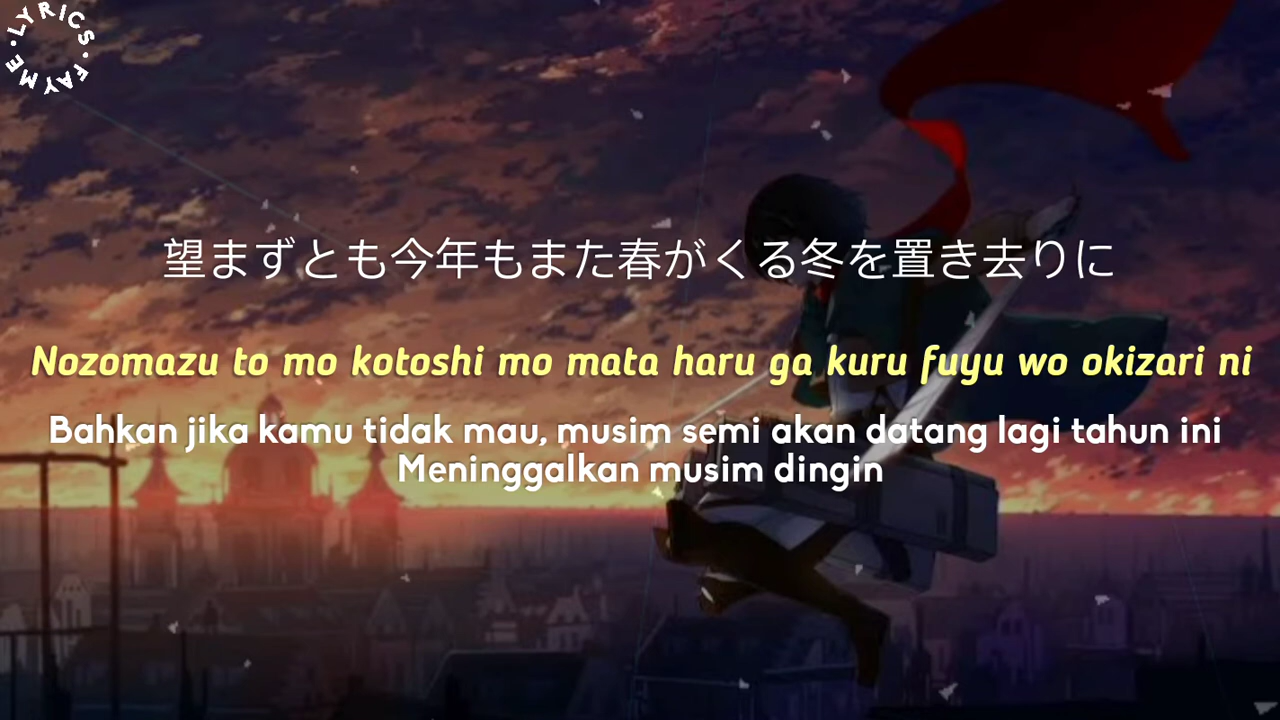 LYRICS • FAYME •
望まずとも今年もまた春がくる冬を置き去りに
Nozomazu to mo kotoshi mo mata haru ga kuru fuyu wo okizari ni
Bahkan jika kamu tidak mau, musim semi akan datang lagi tahun ini
Meninggalkan musim dingin